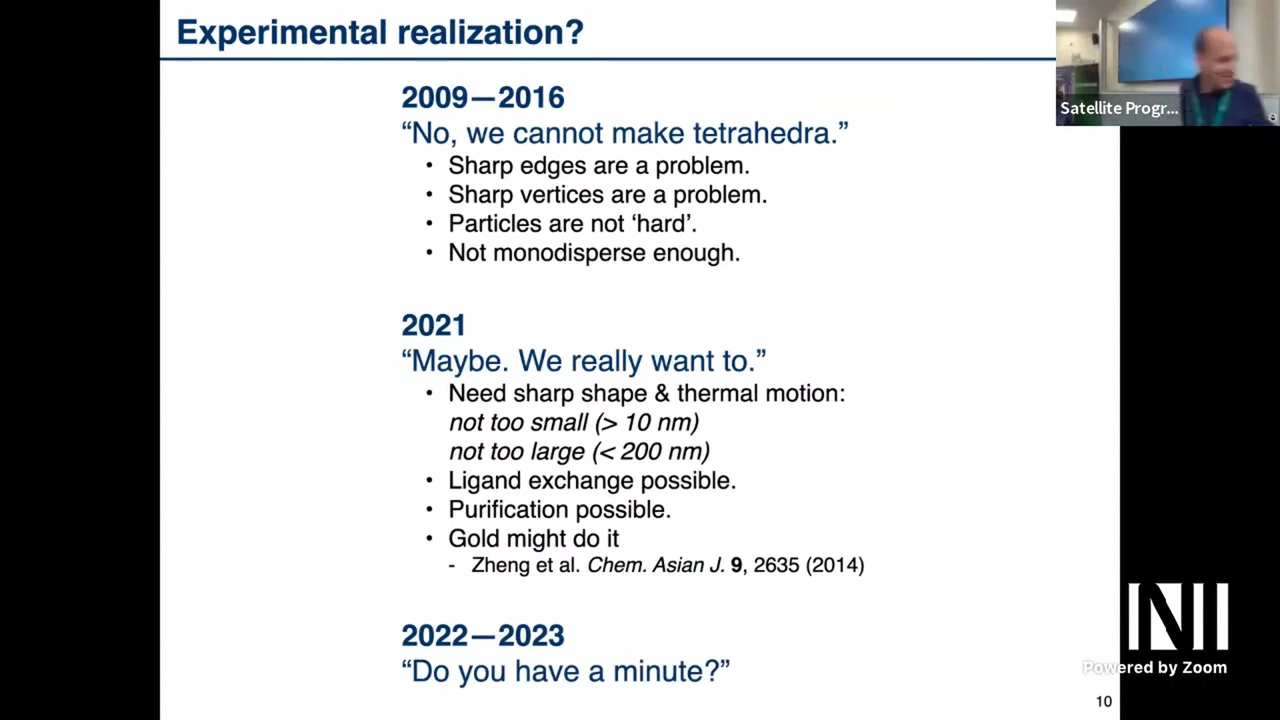 Experimental realization?
Satellite Progr...
2009—2016
“No, we cannot make tetrahedra.”
• Sharp edges are a problem.
• Sharp vertices are a problem.
• Particles are not ‘hard’.
• Not monodisperse enough.
2021
“Maybe. We really want to.”
• Need sharp shape & thermal motion:
not too small (> 10 nm)
not too large (< 200 nm)
• Ligand exchange possible.
• Purification possible.
• Gold might do it
- Zheng et al. Chem. Asian J. 9, 2635 (2014)
2022—2023
“Do you have a minute?”
NII
Powered by Zoom
10